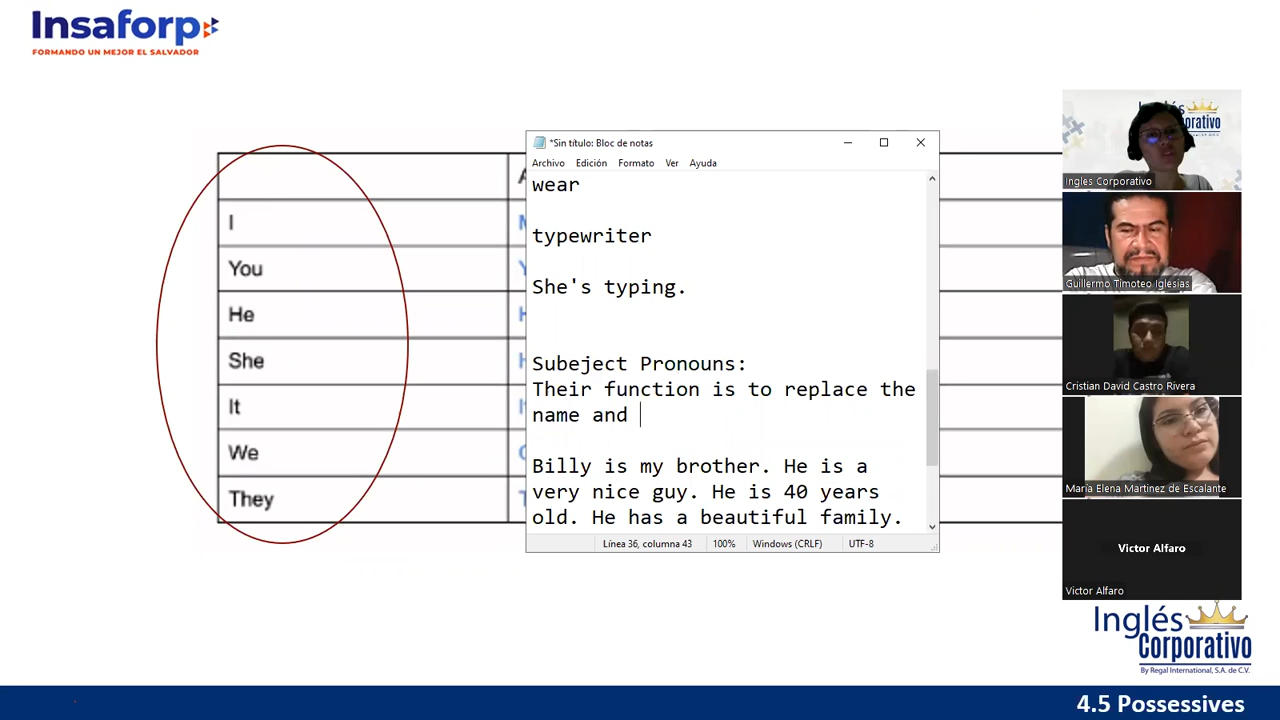 Insaforp
FORMANDO UN MEJOR EL SALVADOR
I
You
He
She
It
We
They
*Sin título: Bloc de notas
Archivo Edición Formato Ver Ayuda
wear
typewriter
She's typing.
Subeject Pronouns:
Their function is to replace the
name and
Billy is my brother. He is a
very nice guy. He is 40 years
old. He has a beautiful family.
Línea 36, columna 43 100% Windows (CRLF) UTF-8
Ingles Corporativo
Guillermo Timoteo Iglesias
Cristian David Castro Rivera
María Elena Martínez de Escalante
Victor Alfaro
Victor Alfaro
Inglés
Corporativo
By Regal International, S.A. de C.V.
4.5 Possessives